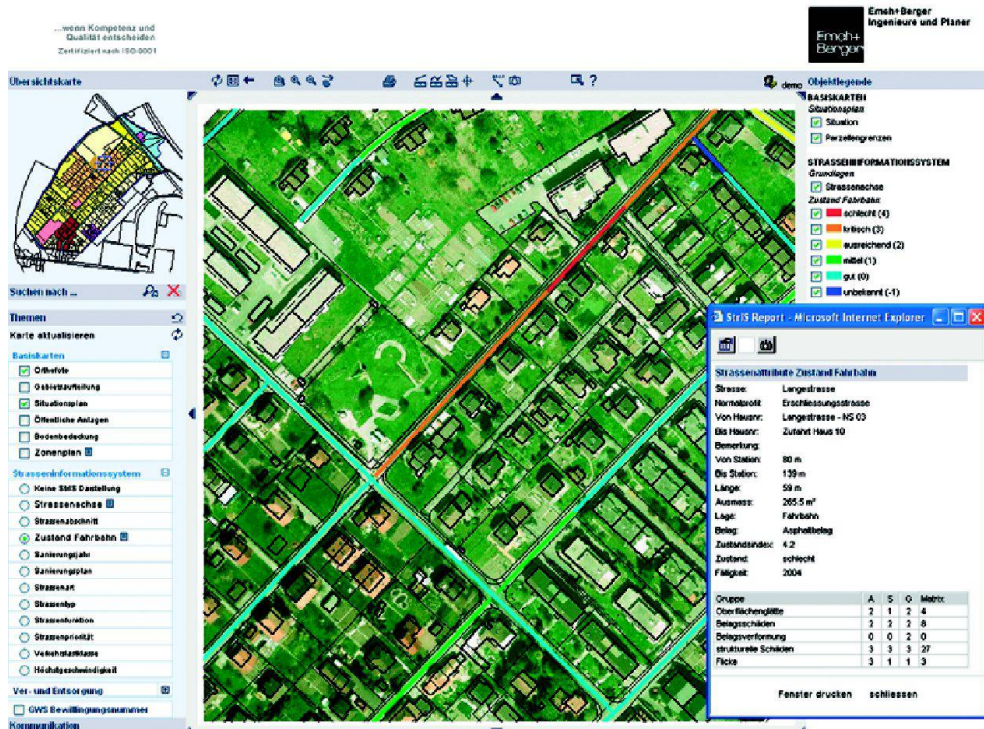 ...wenn Kompetenz und
Qualität entscheiden
Zertifiziert nach ISO-9001
Emch+
Berger
Emch+Berger
Ingenieure und Planer
Übersichtskarte
demo
Objektlegende
BASISKARTEN
Situationsplan
Situation
Parzellengrenzen
STRASSENINFORMATIONSSYSTEM
Grundlagen
Strassenachse
Zustand Fahrbahn
schlecht (4)
kritisch (3)
ausreichend (2)
mittel (1)
gut (0)
unbekannt (-1)
Suchen nach ...
Themen
Karte aktualisieren
Basiskarten
Orthofoto
Gebietsaufteilung
Situationsplan
Öffentliche Anlagen
Bodenbedeckung
Zonenplan
Strasseninformationssystem
Keine StrIS Darstellung
Strassenachse
Strassenabschnitt
Zustand Fahrbahn
Sanierungsjahr
Sanierungsplan
Strassenart
Strassentyp
Strassenfunktion
Strassenpriorität
Verkehrslastklasse
Höchstgeschwindigkeit
Ver- und Entsorgung
GWS Bewilligungsnummer
Kommunikation
StrIS Report - Microsoft Internet Explorer
Strassenattribute Zustand Fahrbahn
Strasse: Langestrasse
Normalprofil: Erschliessungsstrasse
Von Hausnr: Langestrasse - NS 03
Bis Hausnr: Zufahrt Haus 10
Bemerkung:
Von Station: 80 m
Bis Station: 139 m
Länge: 59 m
Ausmass: 265.5 m²
Lage: Fahrbahn
Belag: Asphaltbelag
Zustandsindex: 4.2
Zustand: schlecht
Fälligkeit: 2004
Gruppe A S G Matrix
Oberflächenglätte 2 1 2 4
Belagsschäden 2 2 2 8
Belagsverformung 0 0 2 0
strukturelle Schäden 3 3 3 27
Flicke 3 1 1 3
Fenster drucken schliessen